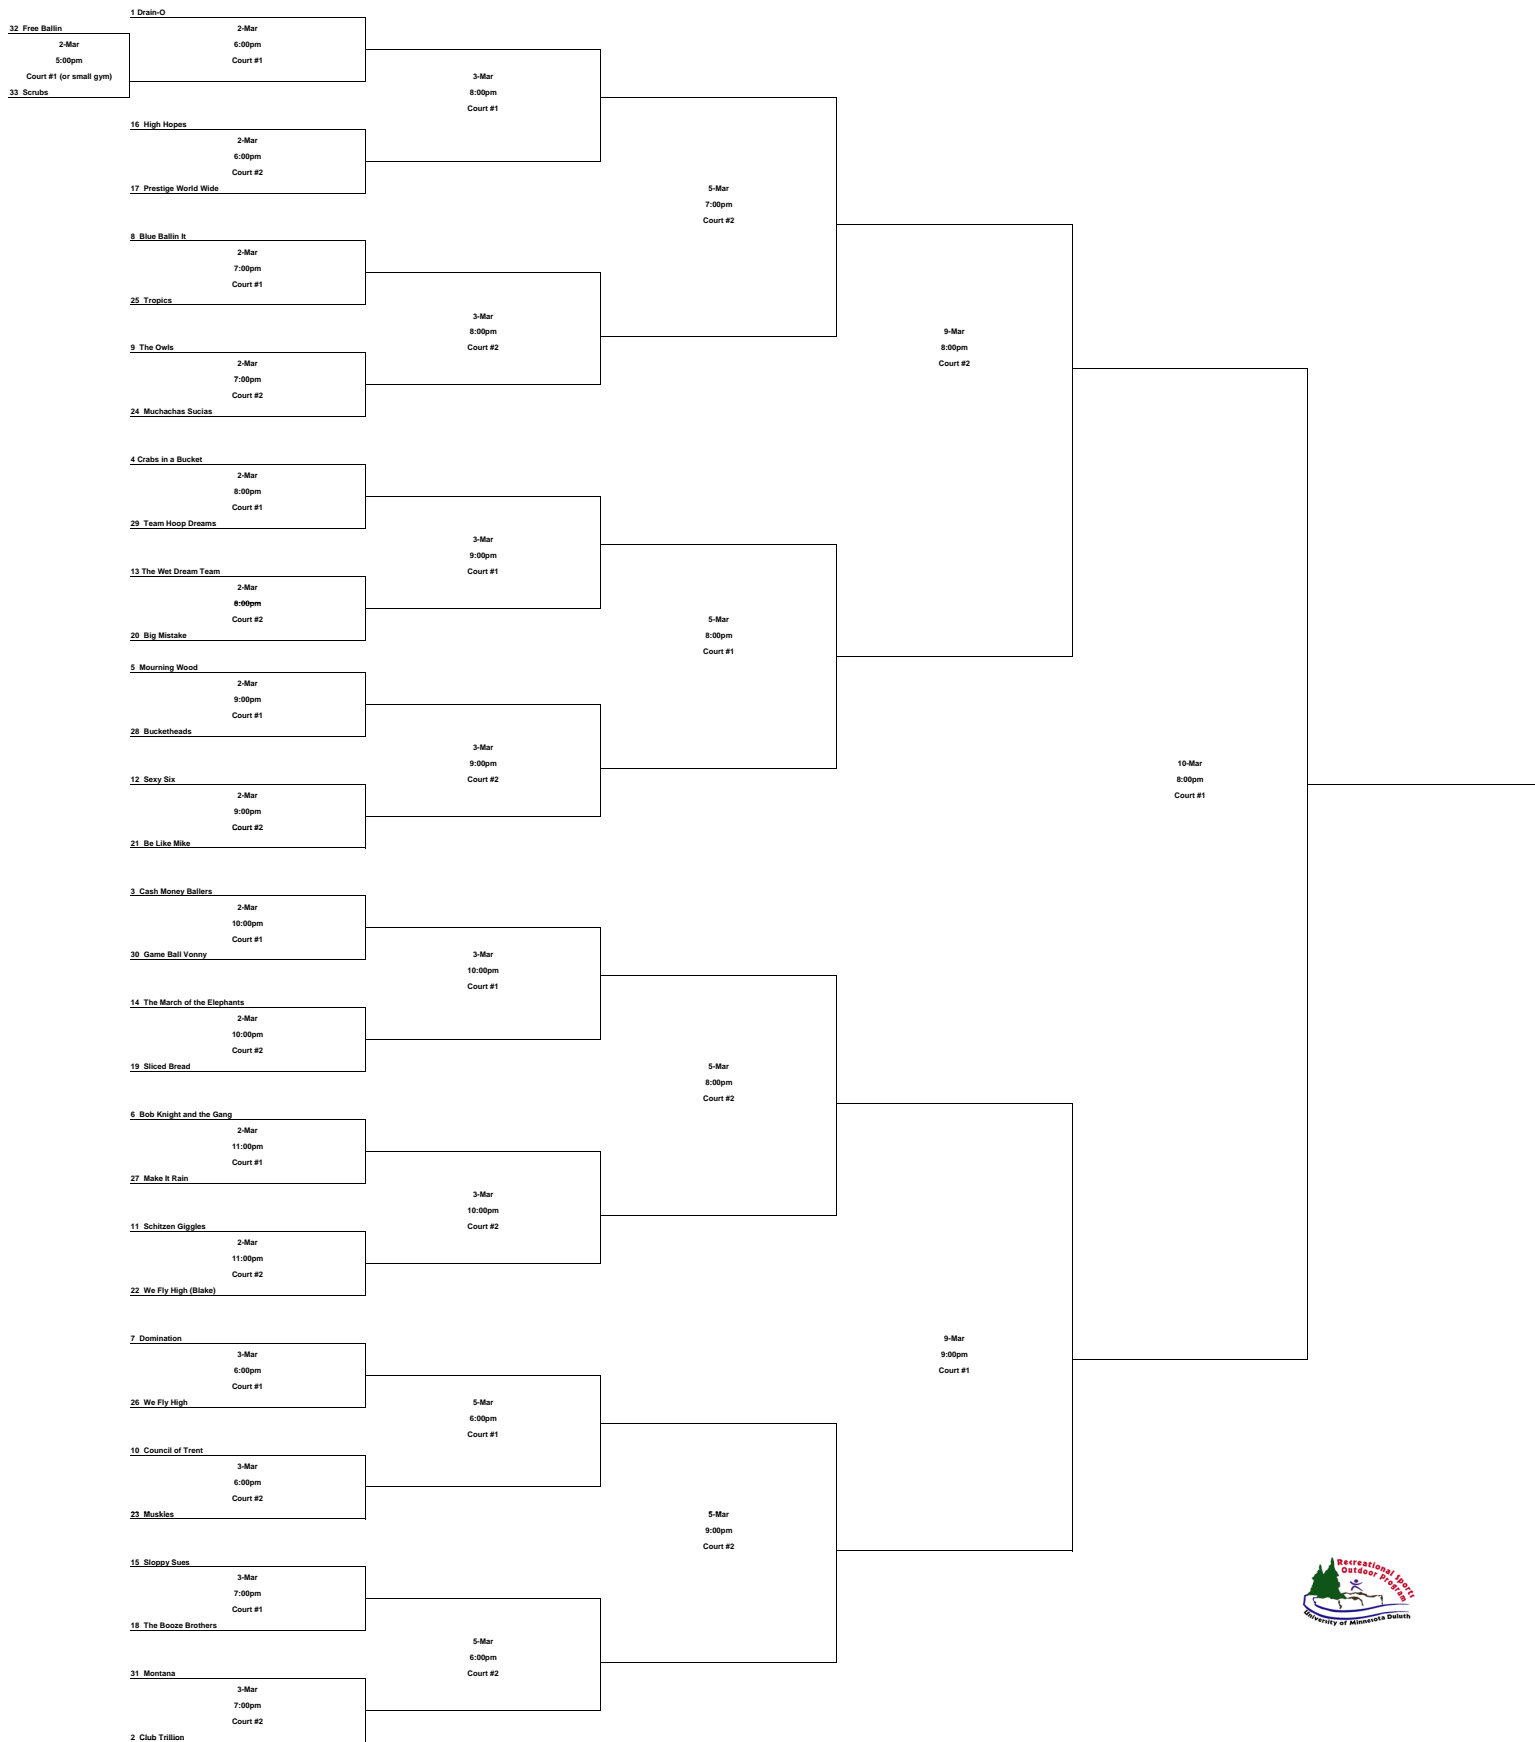 1 Drain-O
32 Free Ballin
2-Mar
6:00pm
Court #1
2-Mar
5:00pm
Court #1 (or small gym)
33 Scrubs
3-Mar
8:00pm
Court #1
16 High Hopes
2-Mar
6:00pm
Court #2
17 Prestige World Wide
5-Mar
7:00pm
Court #2
8 Blue Ballin It
2-Mar
7:00pm
Court #1
25 Tropics
3-Mar
8:00pm
Court #2
9-Mar
8:00pm
Court #2
9 The Owls
2-Mar
7:00pm
Court #2
24 Muchachas Sucias
4 Crabs in a Bucket
2-Mar
8:00pm
Court #1
29 Team Hoop Dreams
3-Mar
9:00pm
Court #1
13 The Wet Dream Team
2-Mar
8:00pm
Court #2
20 Big Mistake
5-Mar
8:00pm
Court #1
5 Mourning Wood
2-Mar
9:00pm
Court #1
28 Bucketheads
3-Mar
9:00pm
Court #2
10-Mar
8:00pm
Court #1
12 Sexy Six
2-Mar
9:00pm
Court #2
21 Be Like Mike
3 Cash Money Ballers
2-Mar
10:00pm
Court #1
30 Game Ball Vonny
3-Mar
10:00pm
Court #1
14 The March of the Elephants
2-Mar
10:00pm
Court #2
19 Sliced Bread
5-Mar
8:00pm
Court #2
6 Bob Knight and the Gang
2-Mar
11:00pm
Court #1
27 Make It Rain
3-Mar
10:00pm
Court #2
11 Schitzen Giggles
2-Mar
11:00pm
Court #2
22 We Fly High (Blake)
7 Domination
3-Mar
6:00pm
Court #1
26 We Fly High
9-Mar
9:00pm
Court #1
5-Mar
6:00pm
Court #1
10 Council of Trent
3-Mar
6:00pm
Court #2
23 Muskies
5-Mar
9:00pm
Court #2
15 Sloppy Sues
3-Mar
7:00pm
Court #1
18 The Booze Brothers
5-Mar
6:00pm
Court #2
31 Montana
3-Mar
7:00pm
Court #2
2 Club Trillion
Recreational Sports
Outdoor Program
University of Minnesota Duluth